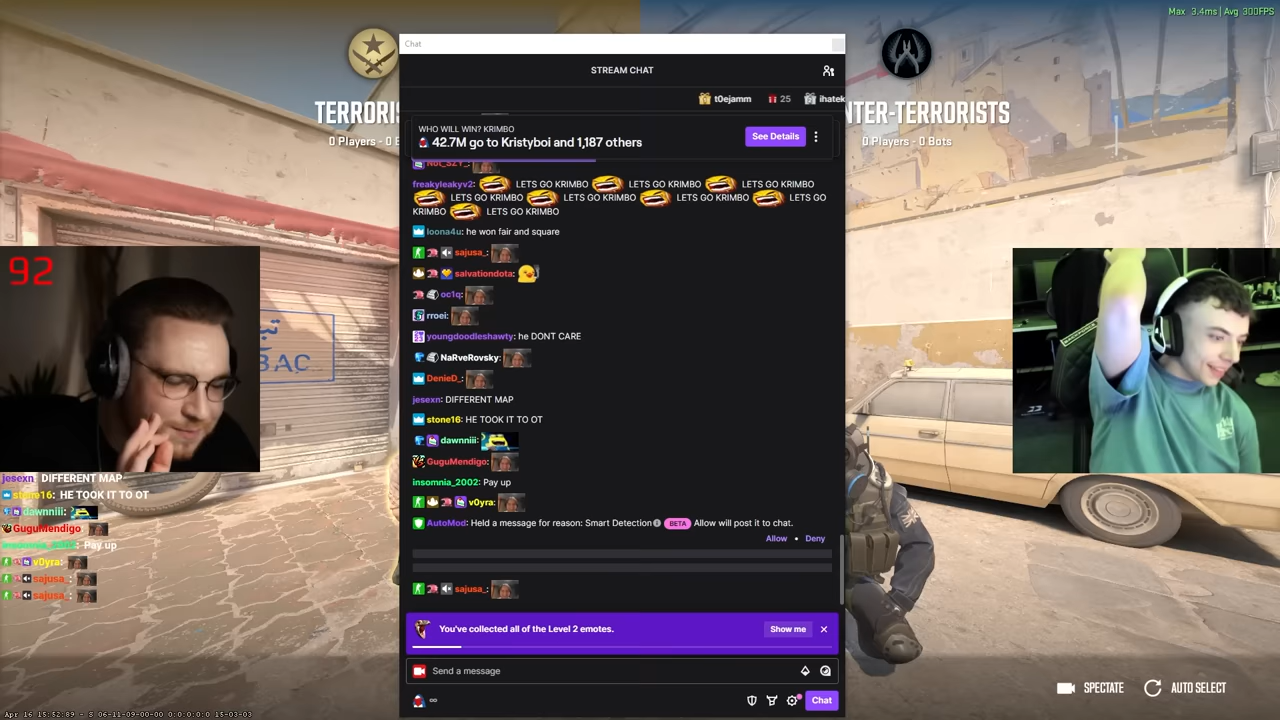 Max 3.4ms | Avg 300FPS
Chat
STREAM CHAT
t0ejamm 25 ihatek
TERRORIS
NTER-TERRORISTS
0 Players - 0 B
0 Players - 0 Bots
WHO WILL WIN? KRIMBO
42.7M go to Kristyboi and 1,187 others
See Details
Not_SZY_:
freakyleakyv2: LETS GO KRIMBO LETS GO KRIMBO LETS GO KRIMBO
LETS GO KRIMBO LETS GO KRIMBO LETS GO KRIMBO LETS GO
KRIMBO LETS GO KRIMBO
loona4u: he won fair and square
sajusa_:
salvationdota:
oc1q:
rroei:
youngdoodleshawty: he DONT CARE
NaRveRovsky:
DenieD_:
jesexn: DIFFERENT MAP
stone16: HE TOOK IT TO OT
dawnniii:
GuguMendigo:
insomnia_2002: Pay up
v0yra:
AutoMod: Held a message for reason: Smart Detection BETA Allow will post it to chat.
Allow • Deny
sajusa_:
You've collected all of the Level 2 emotes.
Show me
Send a message
Chat
92
jesexn DIFFERENT MAP
stone16: HE TOOK IT TO OT
dawnniii:
GuguMendigo
insomnia_2002: Pay up
v0yra:
sajusa_:
sajusa_:
SPECTATE
AUTO SELECT